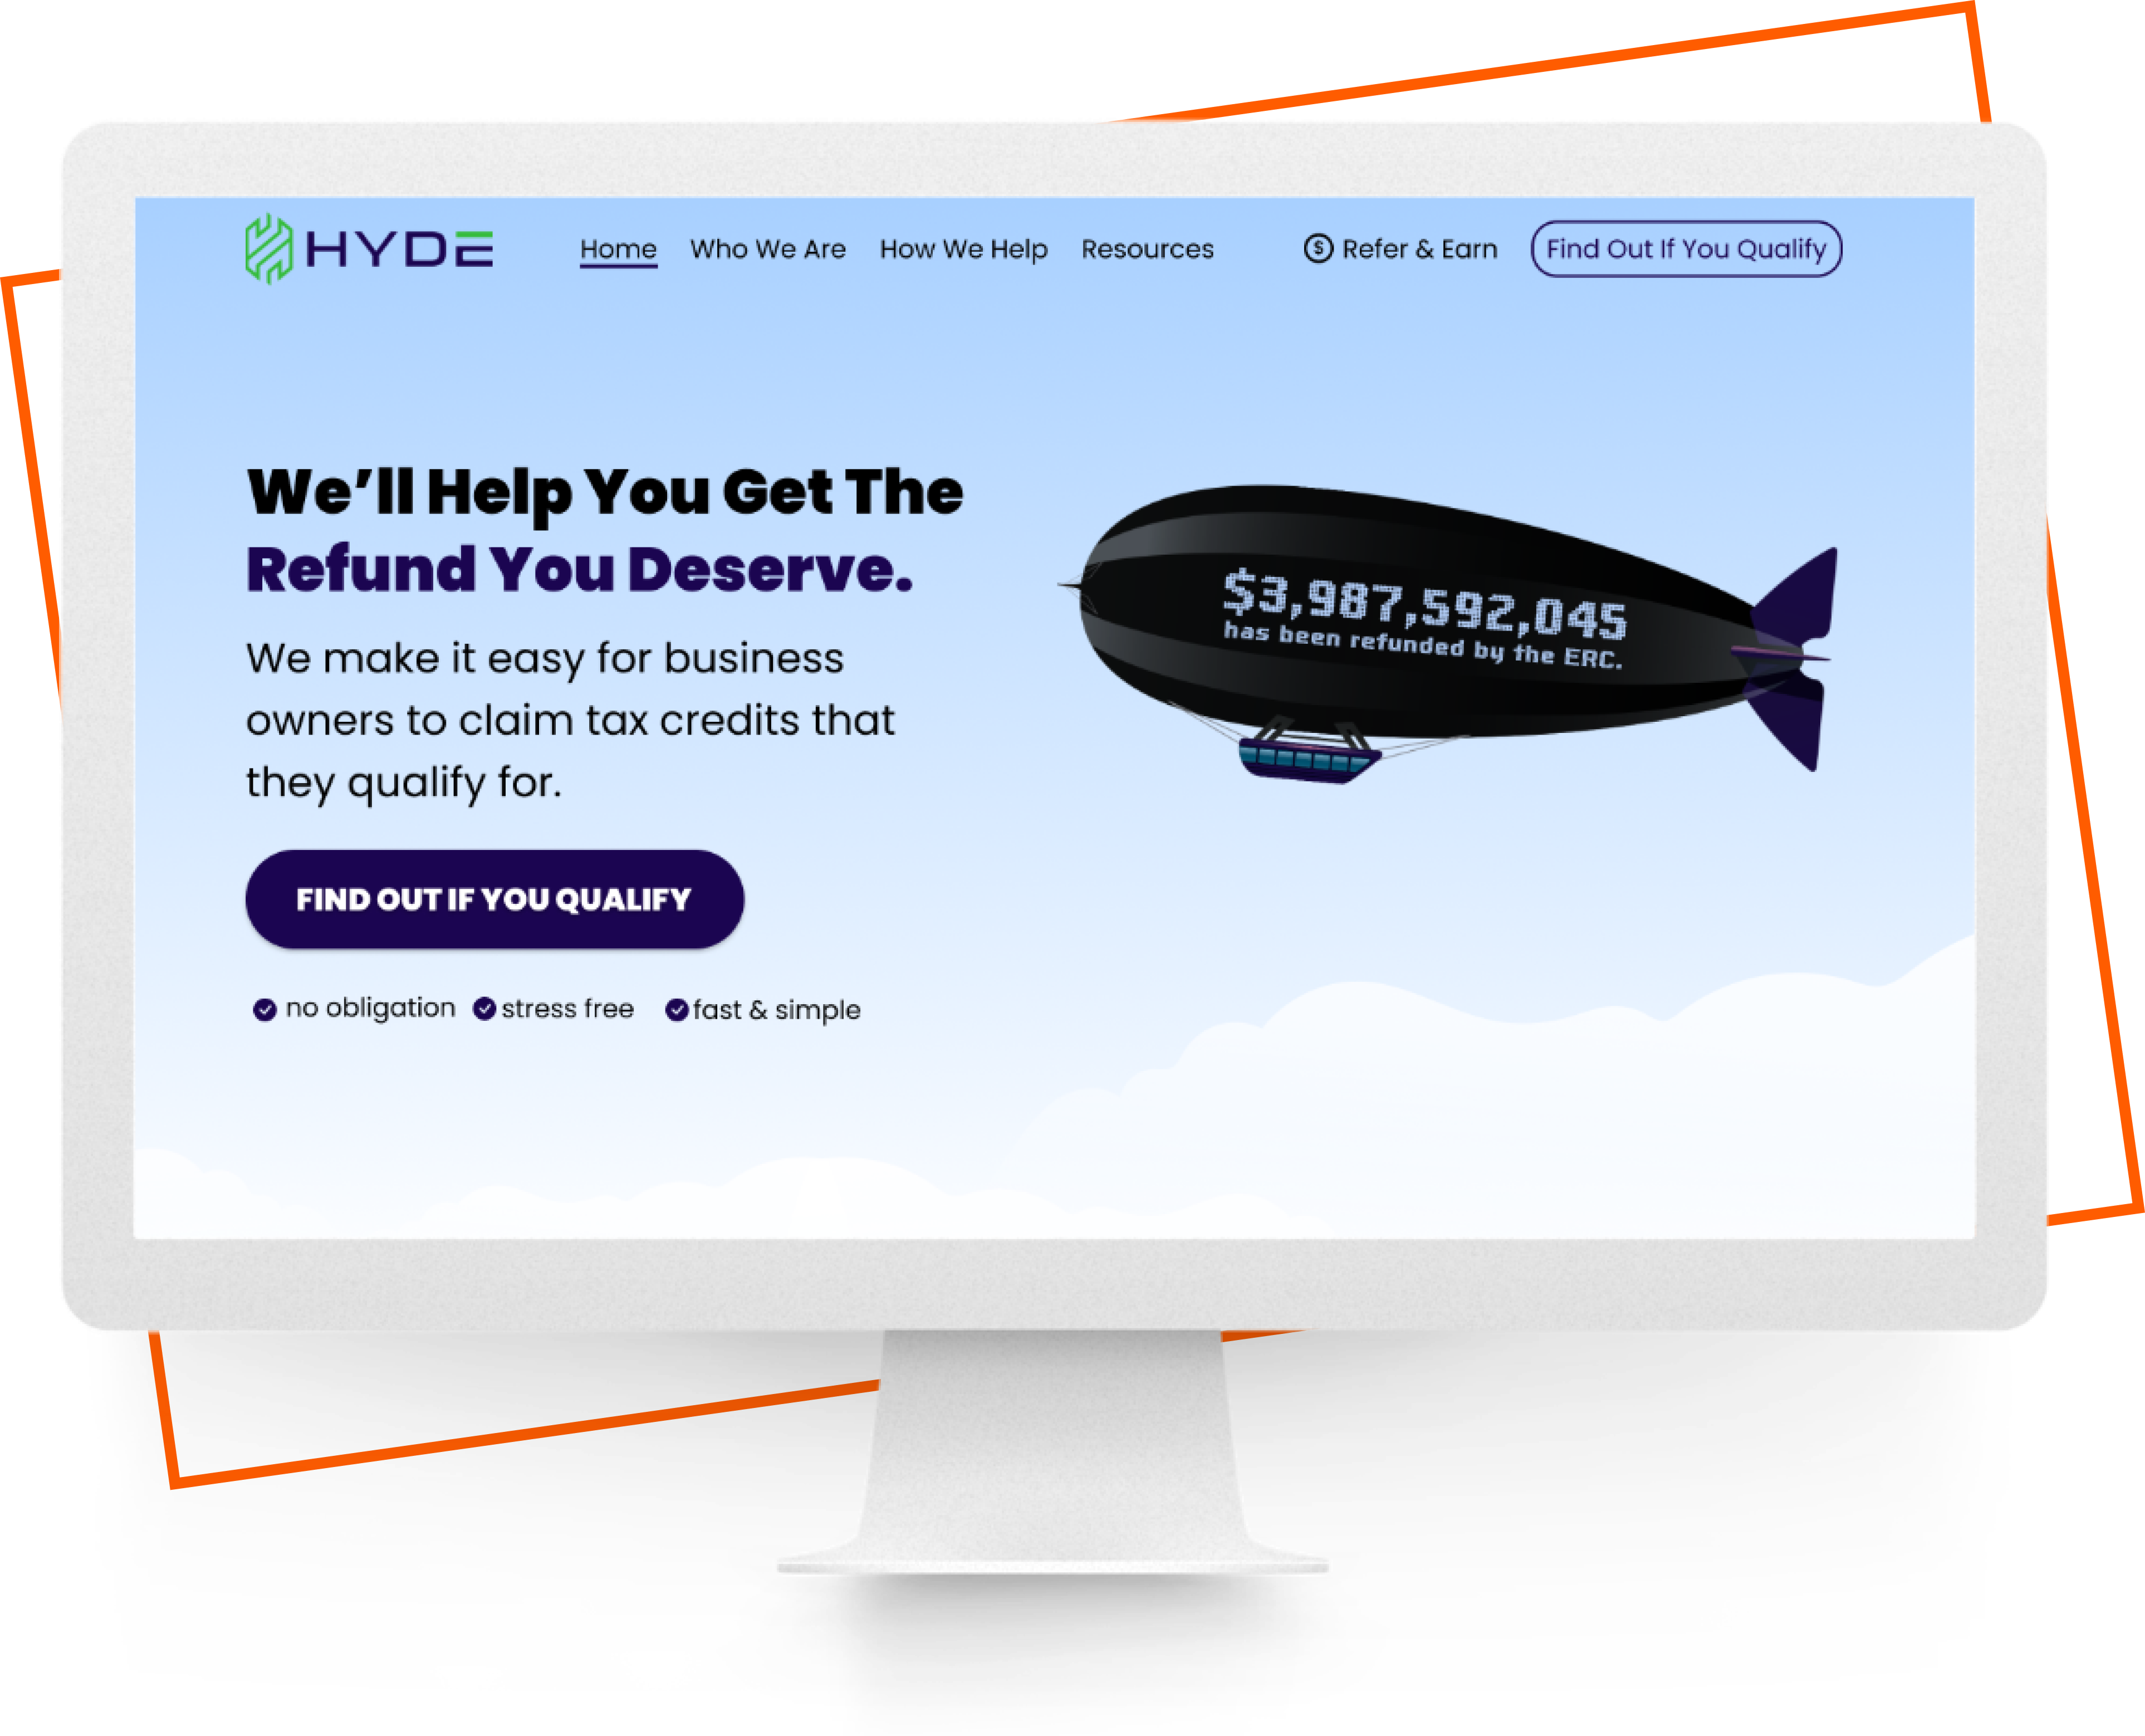 HYDE
Home Who We Are How We Help Resources $ Refer & Earn Find Out If You Qualify
We’ll Help You Get The
Refund You Deserve.
We make it easy for business
owners to claim tax credits that
they qualify for.
$3,987,592,045
has been refunded by the ERC.
FIND OUT IF YOU QUALIFY
no obligation stress free fast & simple